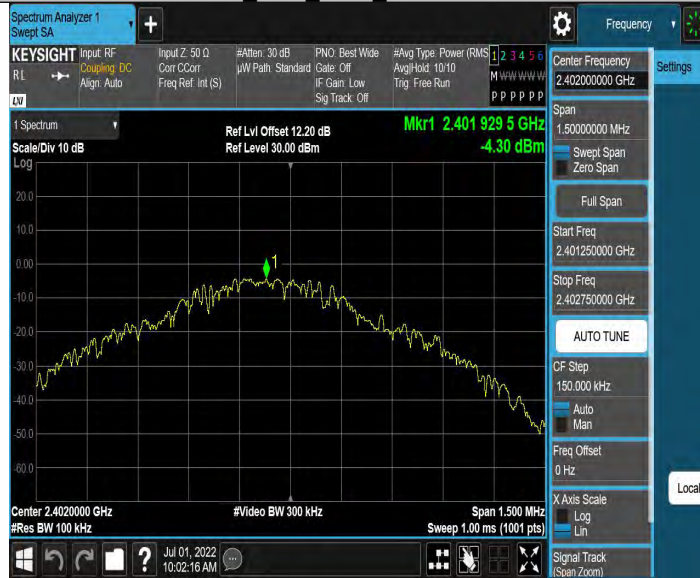 Spectrum Analyzer 1
Swept SA
+
Frequency
KEYSIGHT
RL
LXI
Input: RF
Coupling: DC
Align: Auto
Input Z: 50 Ω
Corr CCorr
Freq Ref: Int (S)
#Atten: 30 dB
µW Path: Standard
PNO: Best Wide
Gate: Off
IF Gain: Low
Sig Track: Off
#Avg Type: Power (RMS
Avg|Hold: 10/10
Trig: Free Run
1 2 3 4 5 6
M W W W W W
P P P P P P
Center Frequency
2.402000000 GHz
Settings
Span
1.50000000 MHz
Swept Span
Zero Span
Full Span
Start Freq
2.401250000 GHz
Stop Freq
2.402750000 GHz
AUTO TUNE
CF Step
150.000 kHz
Auto
Man
Freq Offset
0 Hz
X Axis Scale
Log
Lin
Local
Signal Track
(Span Zoom)
1 Spectrum
Scale/Div 10 dB
Ref Lvl Offset 12.20 dB
Ref Level 30.00 dBm
Mkr1 2.401 929 5 GHz
-4.30 dBm
Log
20.0
10.0
0.00
-10.0
-20.0
-30.0
-40.0
-50.0
-60.0
1
Center 2.4020000 GHz
#Res BW 100 kHz
#Video BW 300 kHz
Span 1.500 MHz
Sweep 1.00 ms (1001 pts)
?
Jul 01, 2022
10:02:16 AM